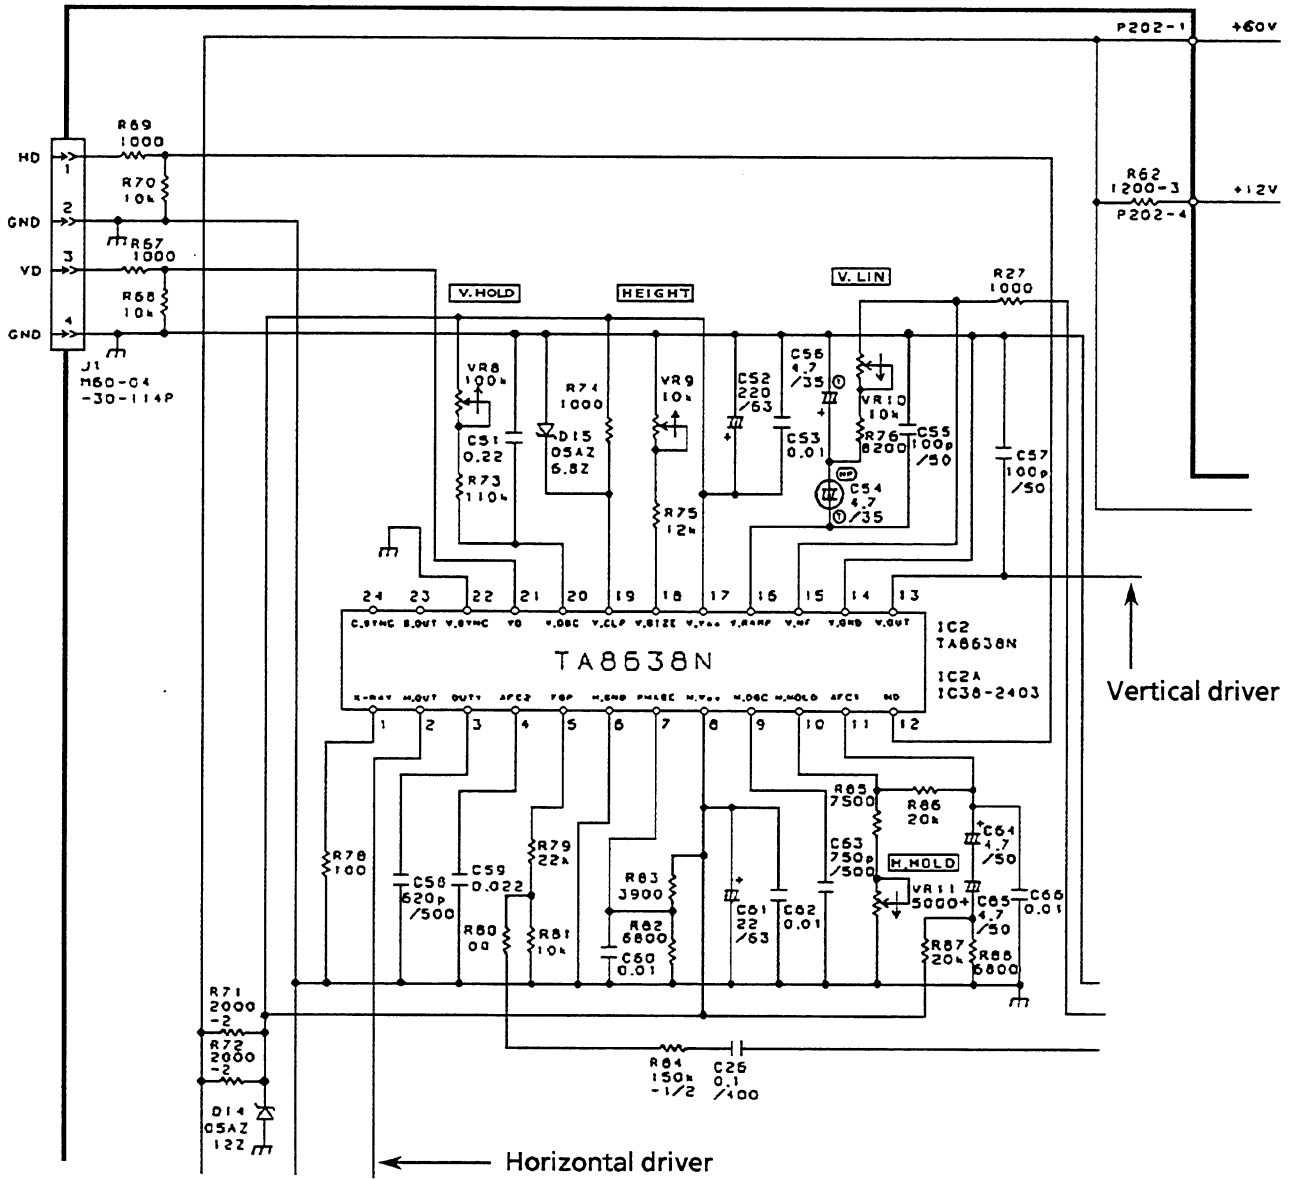 P202-1
+60V
R69
1000
HD
1
R70
10k
2
GND
R62
1200-3
+12V
P202-4
R67
1000
3
VD
R68
10k
4
GND
J1
M60-04
-30-114P
V.HOLD
HEIGHT
V.LIN
R27
1000
VR8
100k
R74
1000
VR9
10k
C52
220
/63
C56
4.7
/35
VR10
10k
C51
0.22
D15
05AZ
6.8Z
C53
0.01
R76
8200
C55
100p
/50
C57
100p
/50
R73
110k
R75
12k
NP
C54
4.7
/35
24 23 22 21 20 19 18 17 16 15 14 13
C.SYNC S.OUT V.SYNC VD V.OSC V.CLP V.SIZE V.Vcc V.RAMP V.NF V.GND V.OUT
IC2
TA8638N
TA8638N
IC2A
IC38-2403
X-RAY H.OUT DUTY AFC2 FBP H.GND PHASE H.Vcc H.OSC H.HOLD AFC1 HD
1 2 3 4 5 6 7 8 9 10 11 12
Vertical driver
R78
100
C58
620p
/500
C59
0.022
R79
22k
R80
R81
10k
R83
3900
R82
6800
C60
0.01
C61
22
/63
C62
0.01
C63
750p
/500
R85
7500
R86
20k
H.HOLD
VR11
5000
C64
4.7
/50
C65
4.7
/50
C66
0.01
R87
20k
R88
6800
R71
2000
-2
R72
2000
-2
D14
05AZ
12Z
R84
150k
-1/2
C26
0.1
/400
Horizontal driver